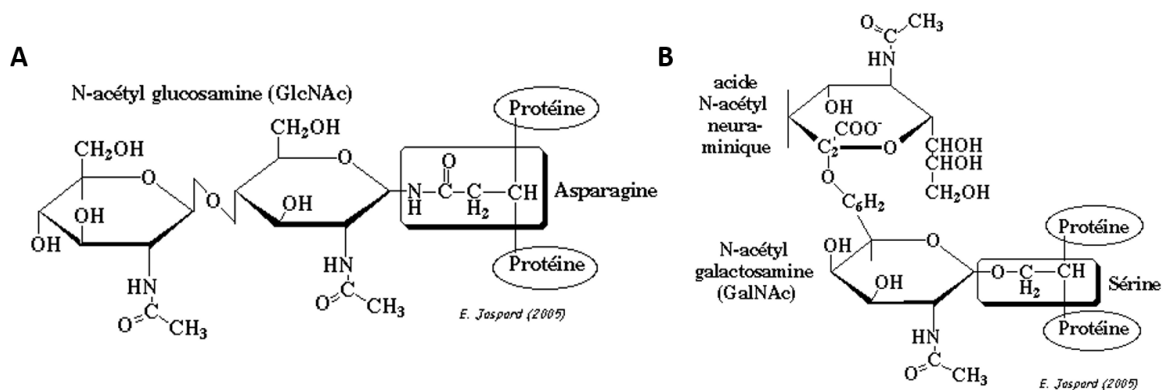 A
N-acétyl glucosamine (GlcNAc)
Protéine
CH₂OH
CH₂OH
O
O
O
O
N
H
C
C
H₂
CH
Asparagine
OH
OH
OH
Protéine
HN
HN
O
C
CH₃
O
C
CH₃
E. Jaspard (2005)
B
O
C
CH₃
HN
acide
N-acétyl
neura-
minique
OH
COO⁻
C₂
O
CHOH
CHOH
CH₂OH
O
C₆H₂
N-acétyl
galactosamine
(GalNAc)
OH
O
OH
Protéine
O
C
H₂
CH
Sérine
Protéine
HN
O
C
CH₃
E. Jaspard (2005)